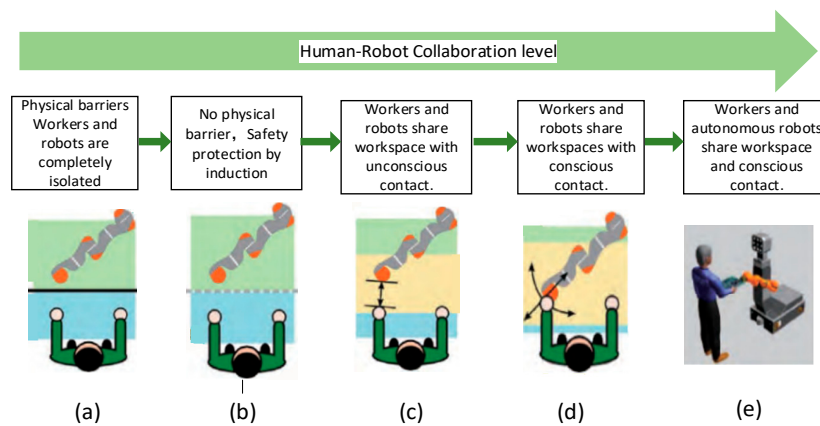 Human-Robot Collaboration level
Physical barriers
Workers and
robots are
completely
isolated
No physical
barrier，Safety
protection by
induction
Workers and
robots share
workspace with
unconscious
contact.
Workers and
robots share
workspaces with
conscious
contact.
Workers and
autonomous robots
share workspace
and conscious
contact.
(a)
(b)
(c)
(d)
(e)